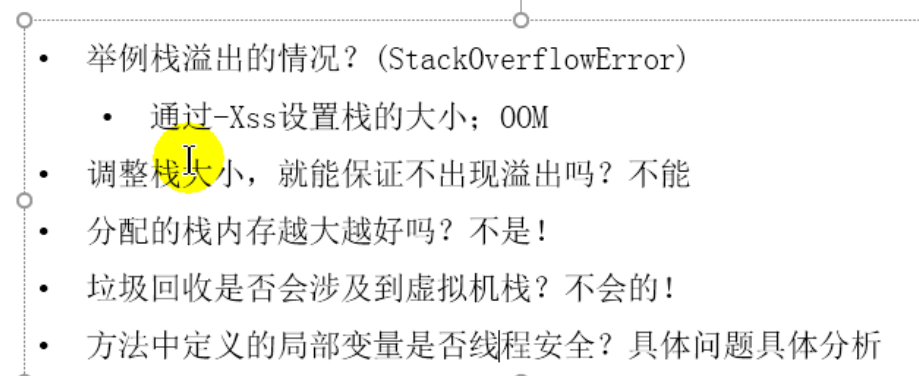 • 举例栈溢出的情况？(StackOverflowError)
• 通过-Xss设置栈的大小；OOM
• 调整栈大小，就能保证不出现溢出吗？不能
• 分配的栈内存越大越好吗？不是！
• 垃圾回收是否会涉及到虚拟机栈？不会的！
• 方法中定义的局部变量是否线程安全？具体问题具体分析